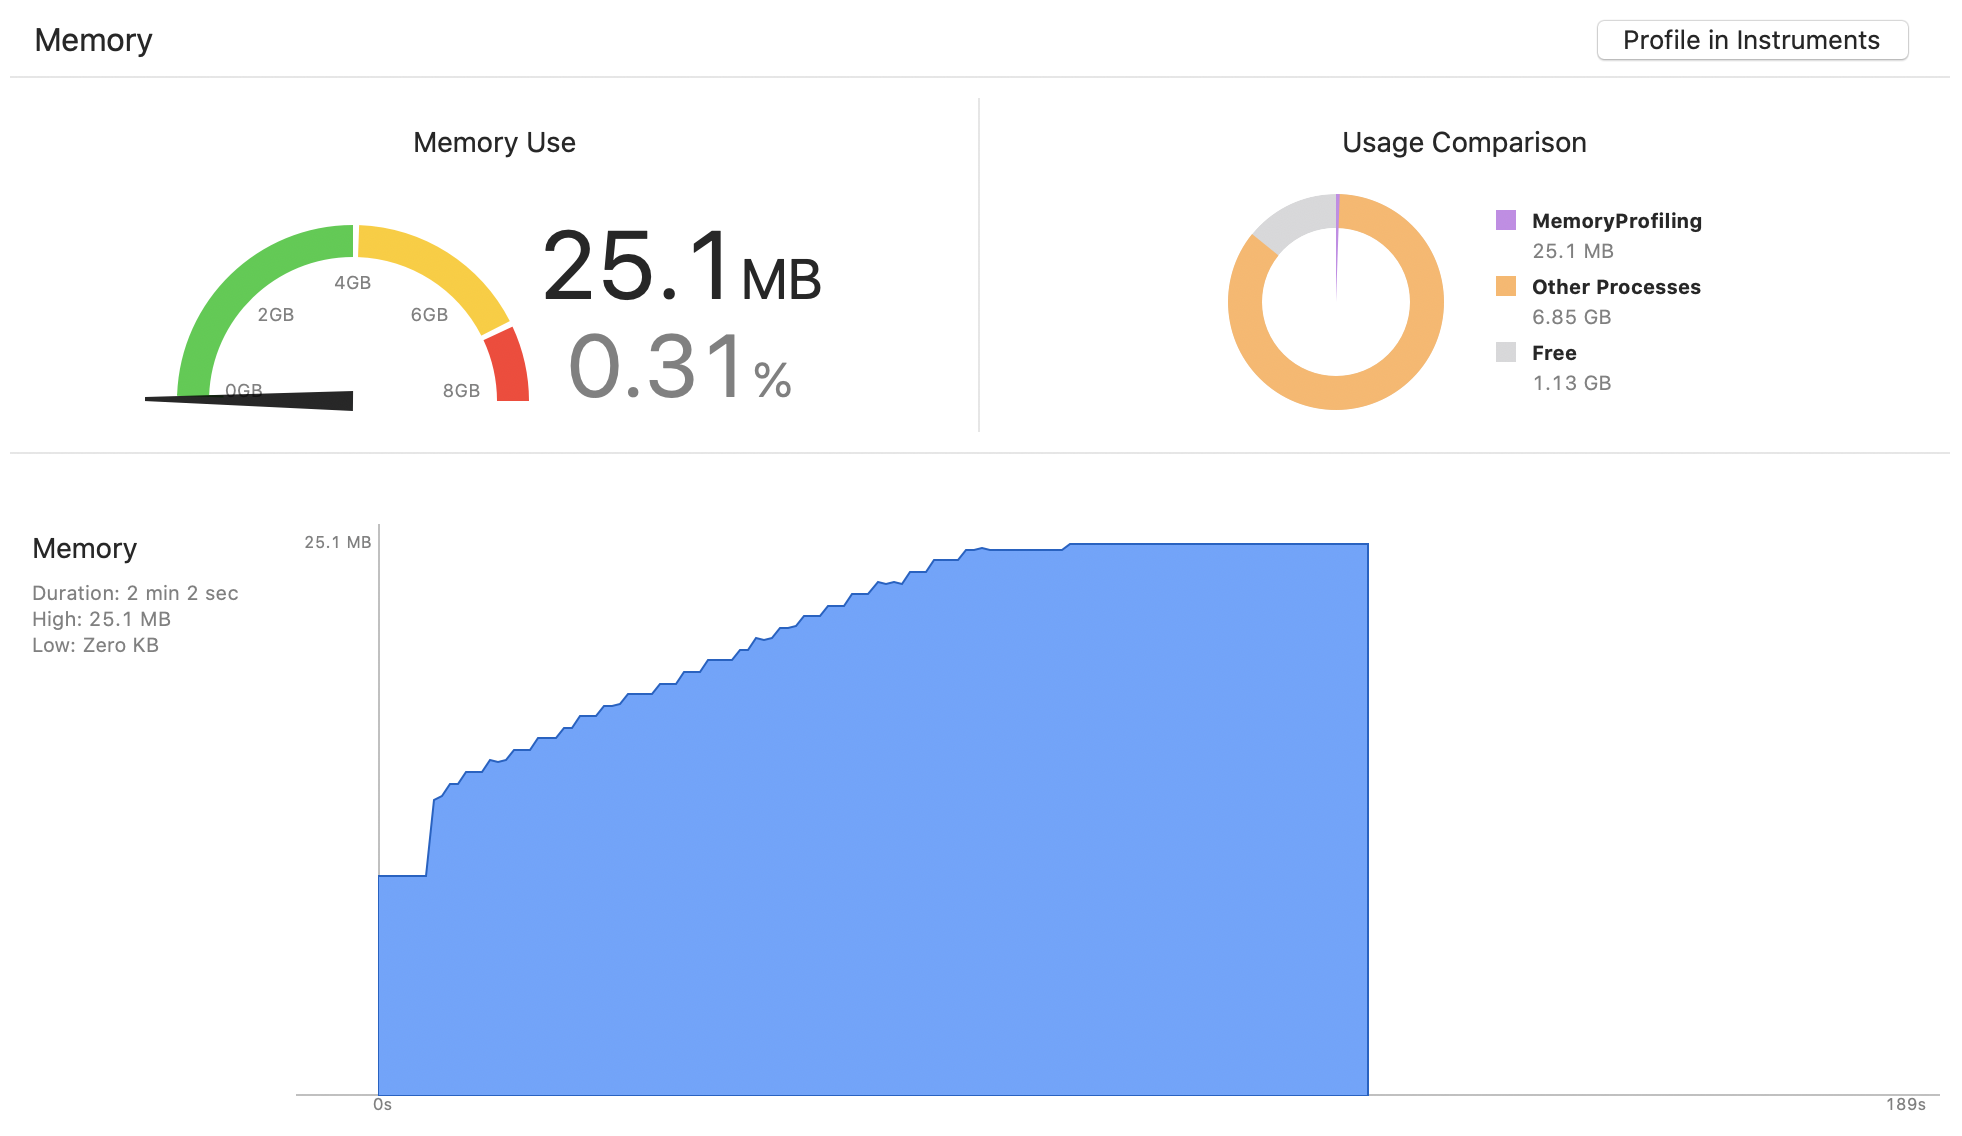 Memory
Profile in Instruments
Memory Use
Usage Comparison
0GB
2GB
4GB
6GB
8GB
25.1 MB
0.31 %
MemoryProfiling
25.1 MB
Other Processes
6.85 GB
Free
1.13 GB
Memory
Duration: 2 min 2 sec
High: 25.1 MB
Low: Zero KB
25.1 MB
0s
189s